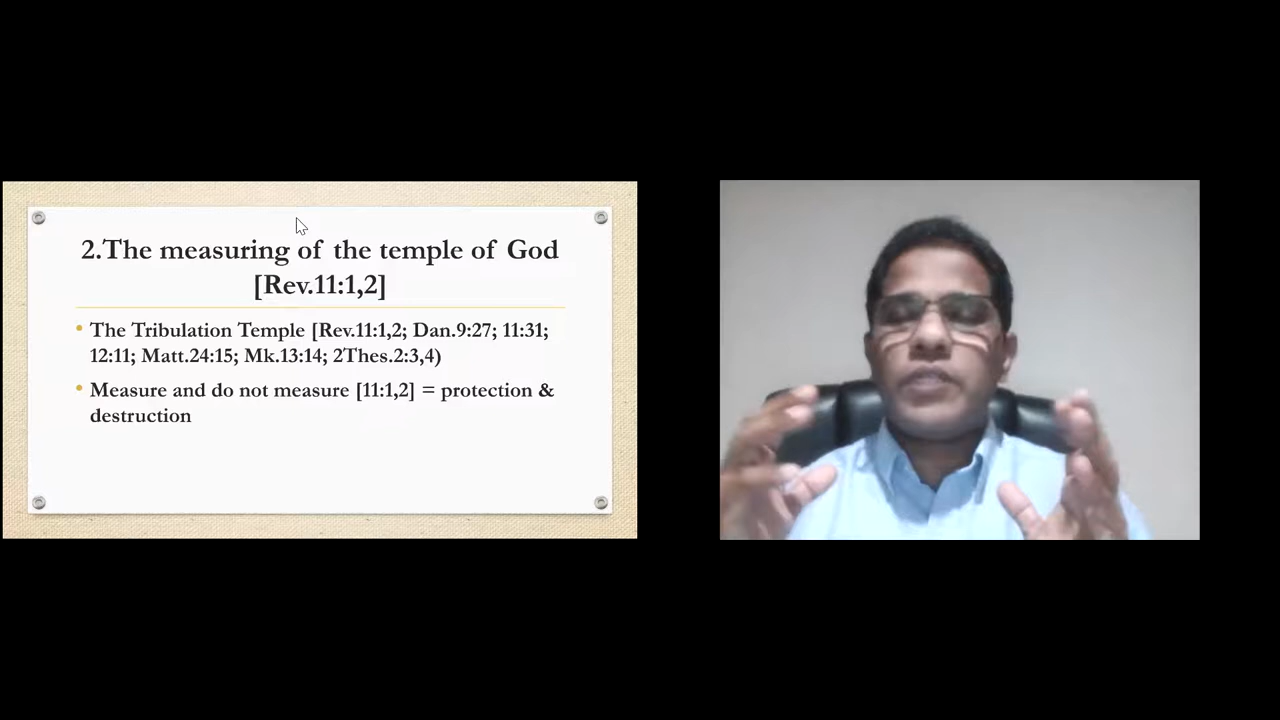 2.The measuring of the temple of God
[Rev.11:1,2]
• The Tribulation Temple [Rev.11:1,2; Dan.9:27; 11:31;
12:11; Matt.24:15; Mk.13:14; 2Thes.2:3,4)
• Measure and do not measure [11:1,2] = protection &
destruction